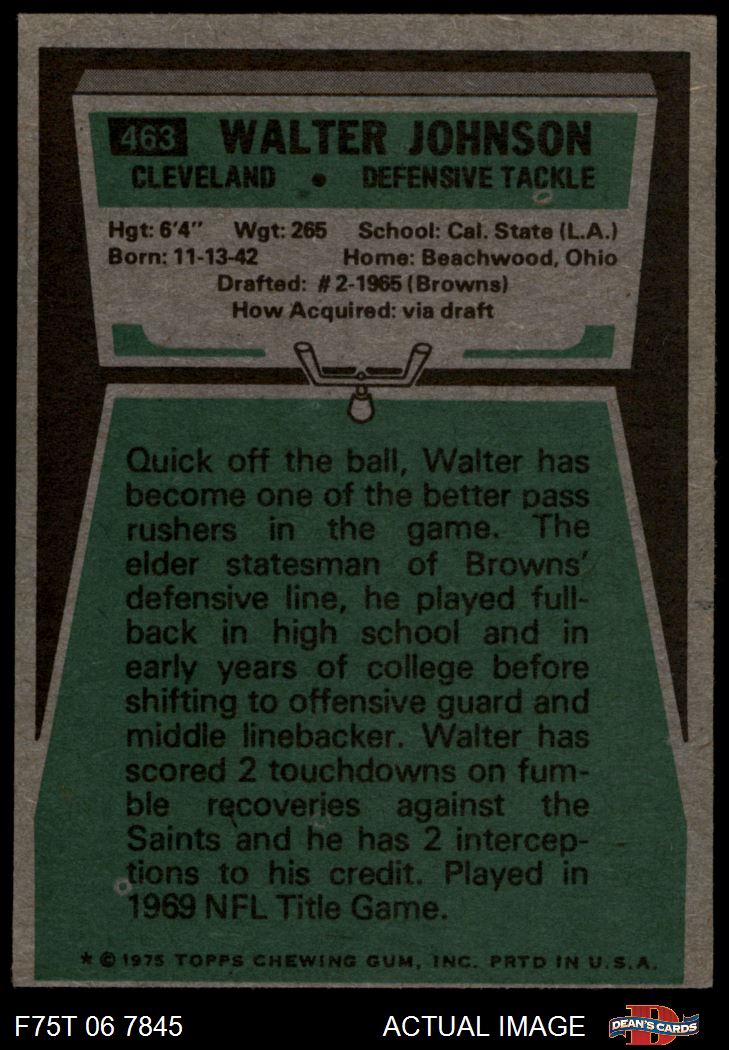 463 WALTER JOHNSON
CLEVELAND • DEFENSIVE TACKLE
Hgt: 6'4" Wgt: 265 School: Cal. State (L.A.)
Born: 11-13-42 Home: Beachwood, Ohio
Drafted: #2-1965 (Browns)
How Acquired: via draft
Quick off the ball, Walter has
become one of the better pass
rushers in the game. The
elder statesman of Browns'
defensive line, he played full-
back in high school and in
early years of college before
shifting to offensive guard and
middle linebacker. Walter has
scored 2 touchdowns on fum-
ble recoveries against the
Saints and he has 2 intercep-
tions to his credit. Played in
1969 NFL Title Game.
* © 1975 TOPPS CHEWING GUM, INC. PRTD IN U.S.A.
F75T 06 7845 ACTUAL IMAGE D DEAN'S CARDS